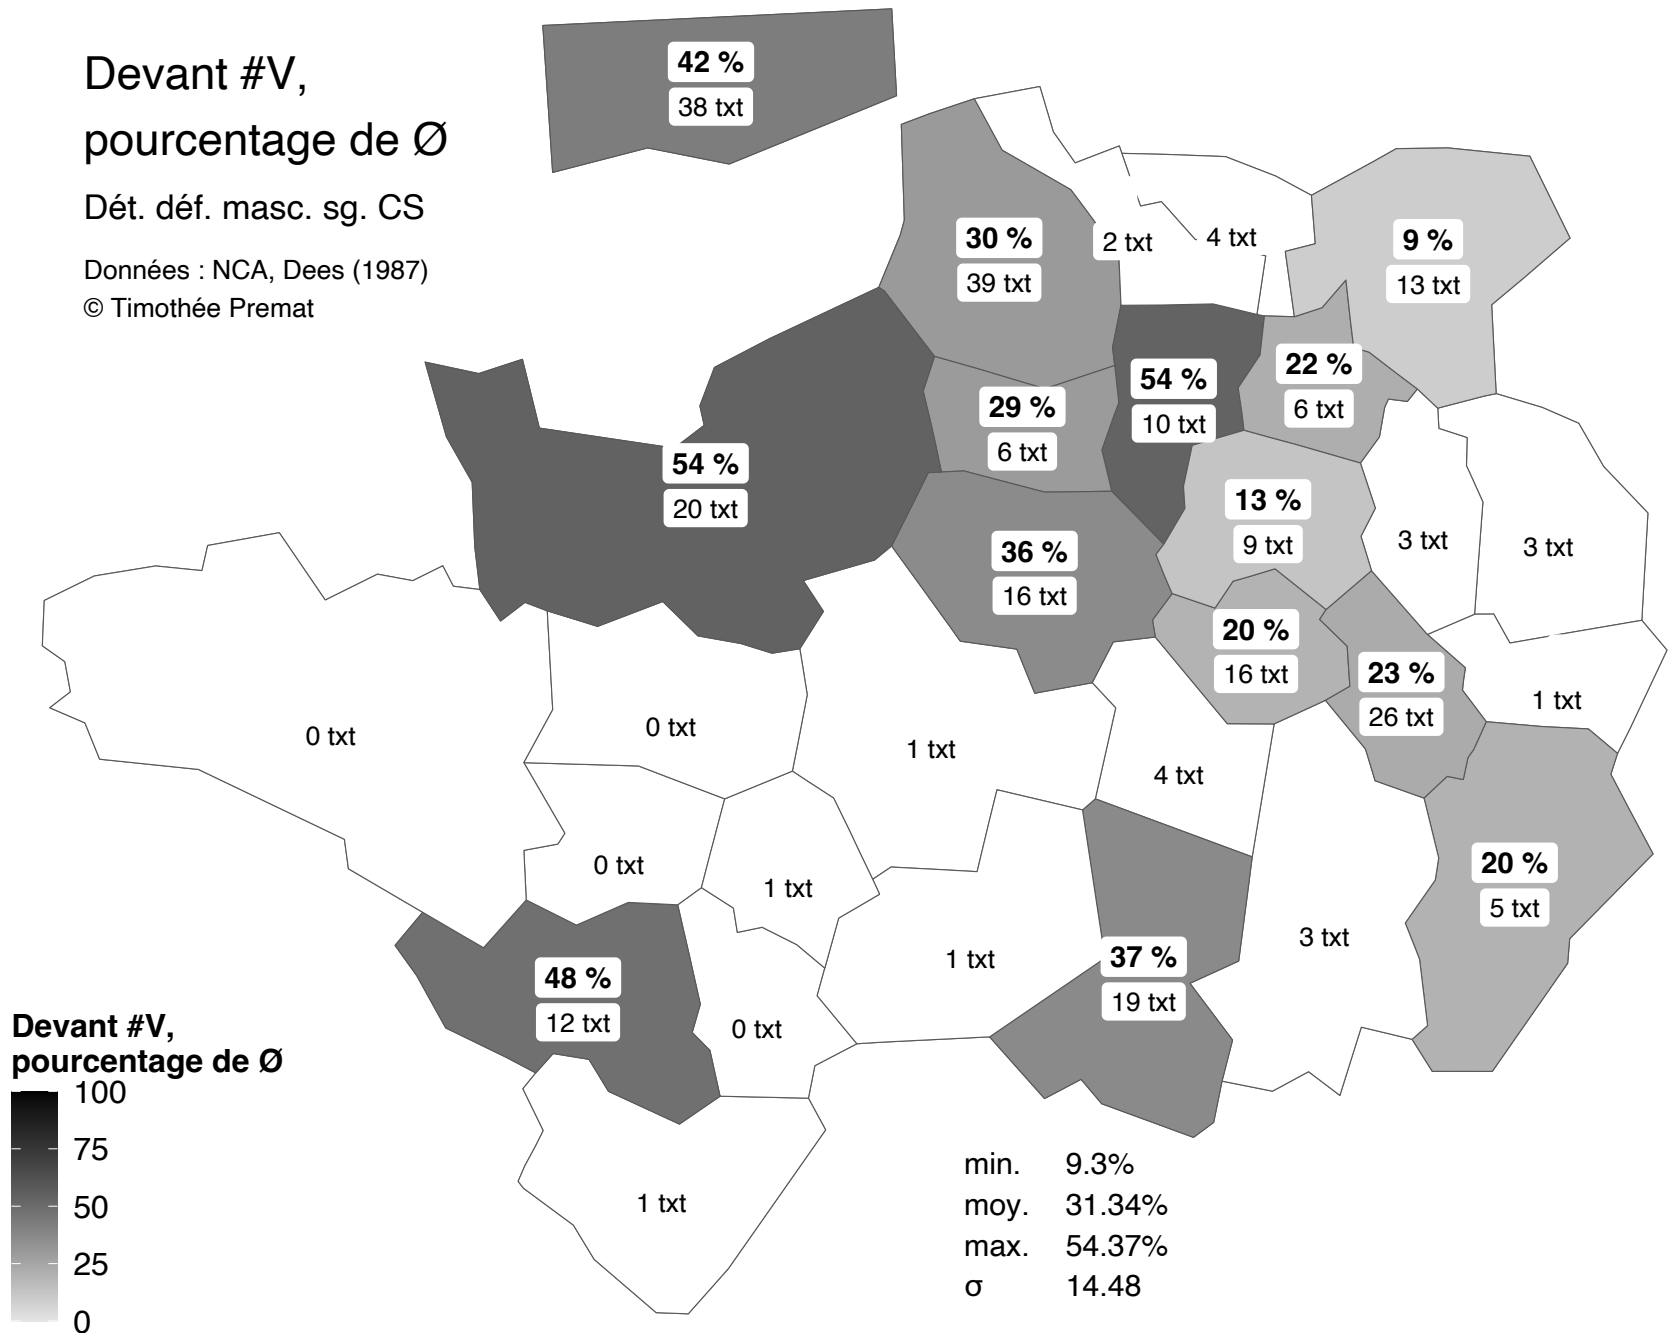 Devant #V,
pourcentage de Ø
Dét. déf. masc. sg. CS
Données : NCA, Dees (1987)
© Timothée Premat
42 %
38 txt
30 %
39 txt
2 txt
4 txt
9 %
13 txt
54 %
10 txt
22 %
6 txt
29 %
6 txt
54 %
20 txt
13 %
9 txt
3 txt
3 txt
36 %
16 txt
20 %
16 txt
23 %
26 txt
1 txt
0 txt
0 txt
1 txt
4 txt
0 txt
1 txt
20 %
5 txt
48 %
12 txt
0 txt
1 txt
37 %
19 txt
3 txt
1 txt
Devant #V,
pourcentage de Ø
100
75
50
25
0
min. 9.3%
moy. 31.34%
max. 54.37%
σ 14.48